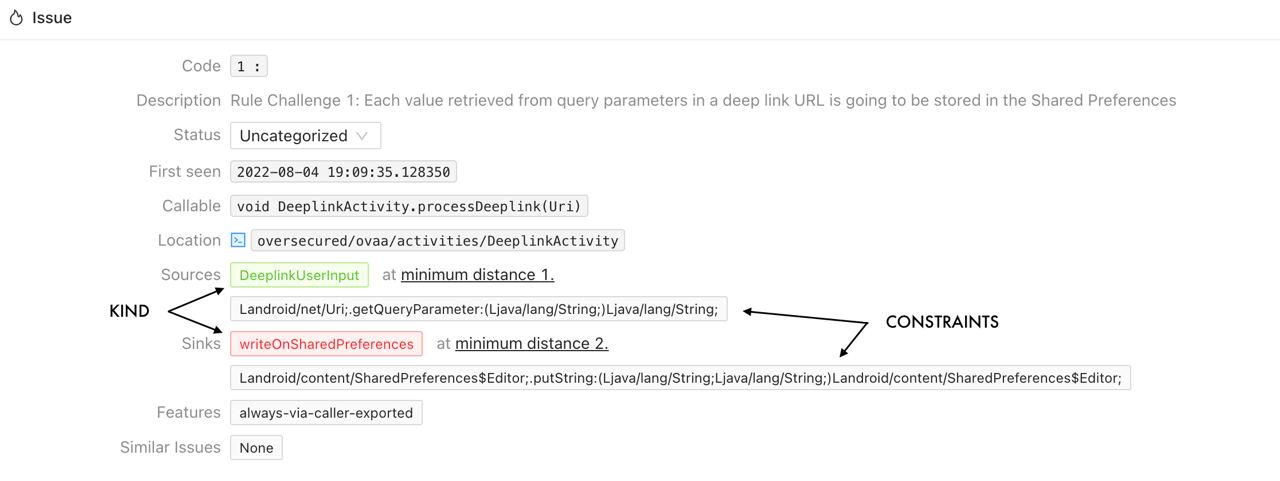 Issue
Code 1 :
Description Rule Challenge 1: Each value retrieved from query parameters in a deep link URL is going to be stored in the Shared Preferences
Status Uncategorized
First seen 2022-08-04 19:09:35.128350
Callable void DeeplinkActivity.processDeeplink(Uri)
Location oversecured/ovaa/activities/DeeplinkActivity
Sources DeeplinkUserInput at minimum distance 1.
KIND Landroid/net/Uri;.getQueryParameter:(Ljava/lang/String;)Ljava/lang/String; CONSTRAINTS
Sinks writeOnSharedPreferences at minimum distance 2.
Landroid/content/SharedPreferences$Editor;.putString:(Ljava/lang/String;Ljava/lang/String;)Landroid/content/SharedPreferences$Editor;
Features always-via-caller-exported
Similar Issues None